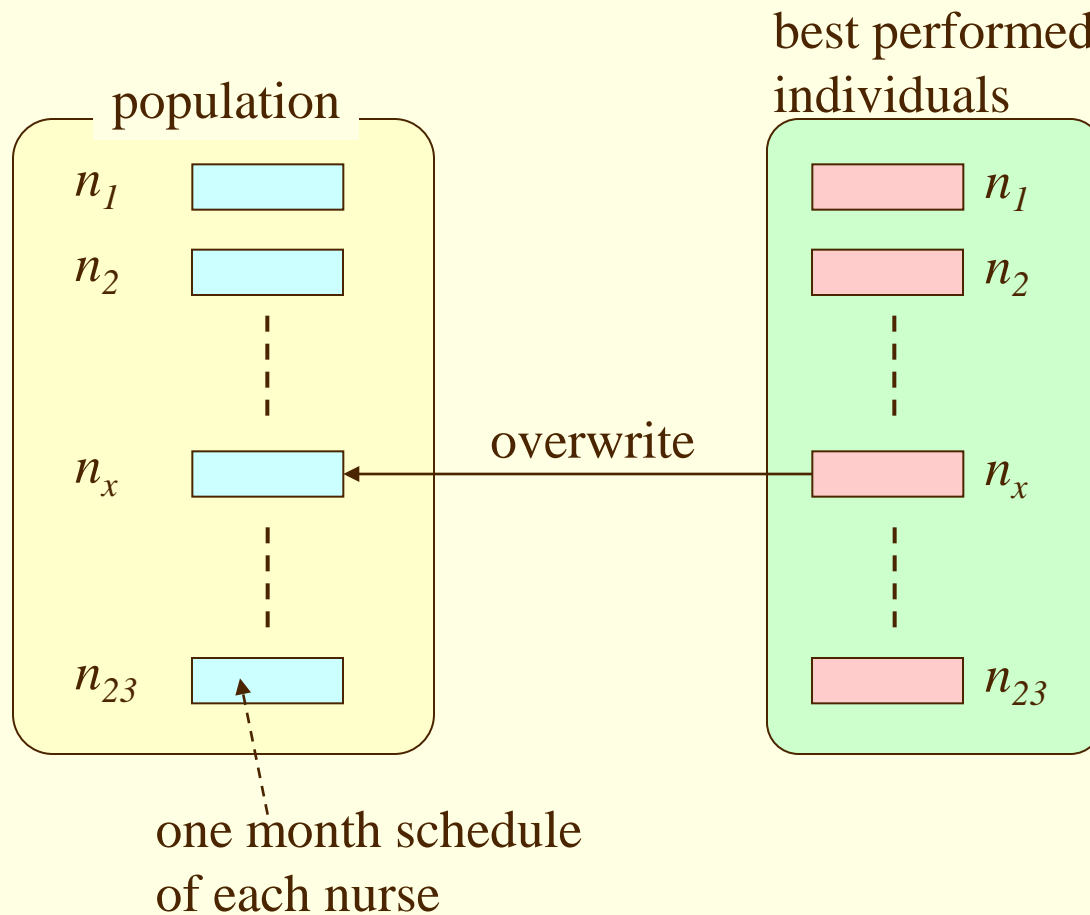 best performed
individuals
population
n1
n1
n2
n2
overwrite
nx
nx
n23
n23
one month schedule
of each nurse